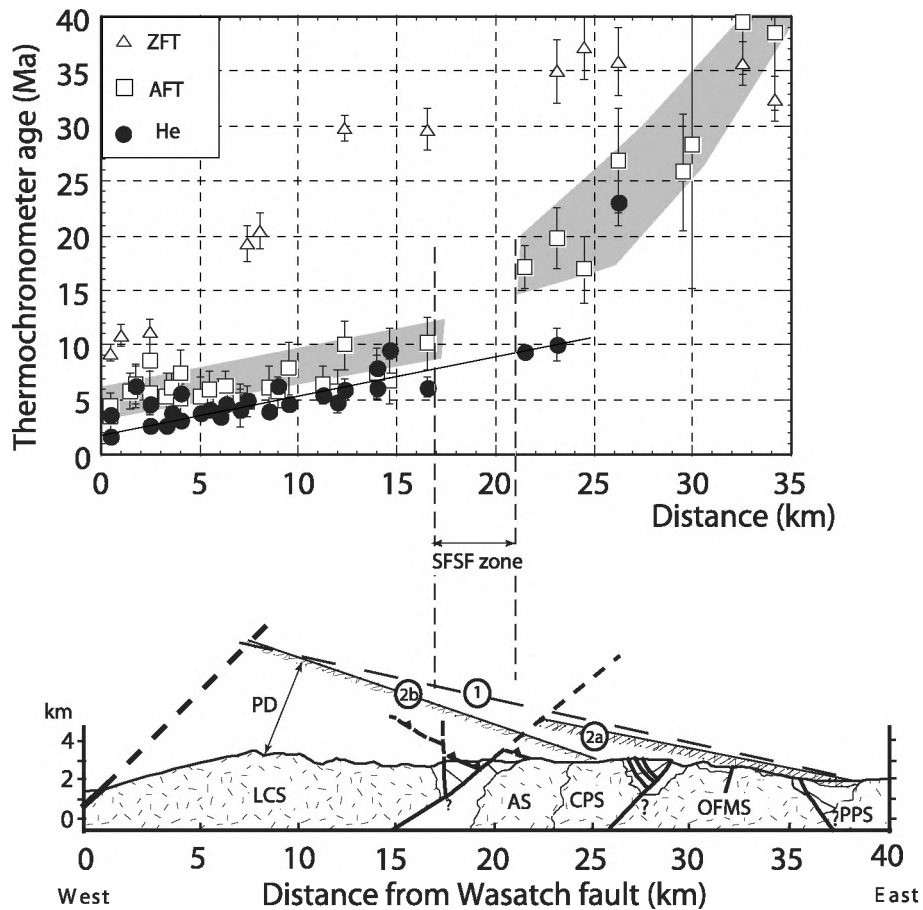 Thermochronometer age (Ma)
40
35
30
25
20
15
10
5
0
ZFT
AFT
He
0 5 10 15 20 25 30 35
Distance (km)
SFSF zone
km
4
2
0
PD
2b
1
2a
LCS
?
AS
CPS
?
OFMS
?
PPS
0 5 10 15 20 25 30 35 40
West
Distance from Wasatch fault (km)
East